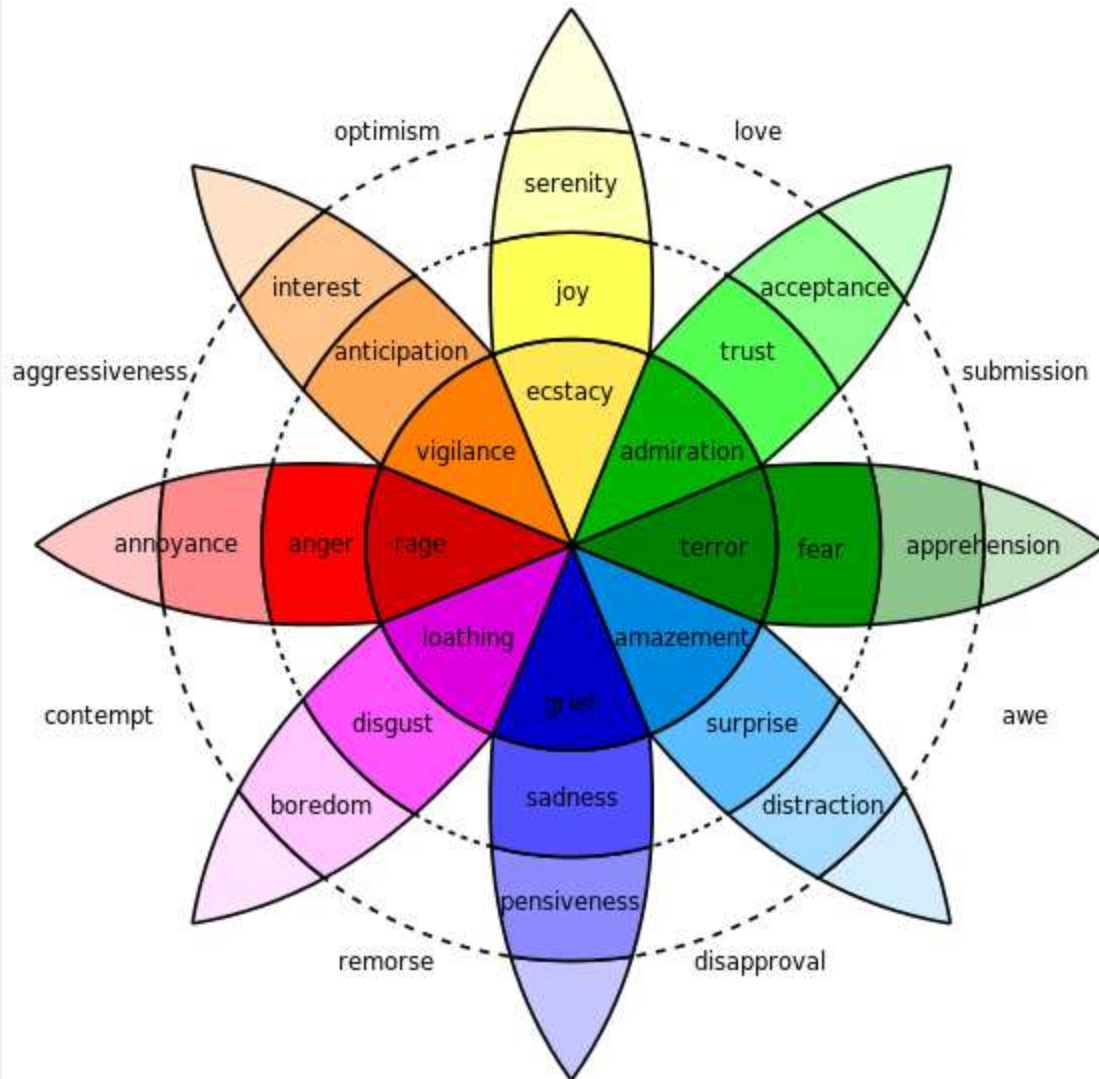 optimism
love
serenity
interest
joy
acceptance
anticipation
trust
aggressiveness
submission
ecstacy
vigilance
admiration
annoyance
anger
rage
terror
fear
apprehension
loathing
amazement
grief
contempt
disgust
surprise
awe
sadness
boredom
distraction
pensiveness
remorse
disapproval